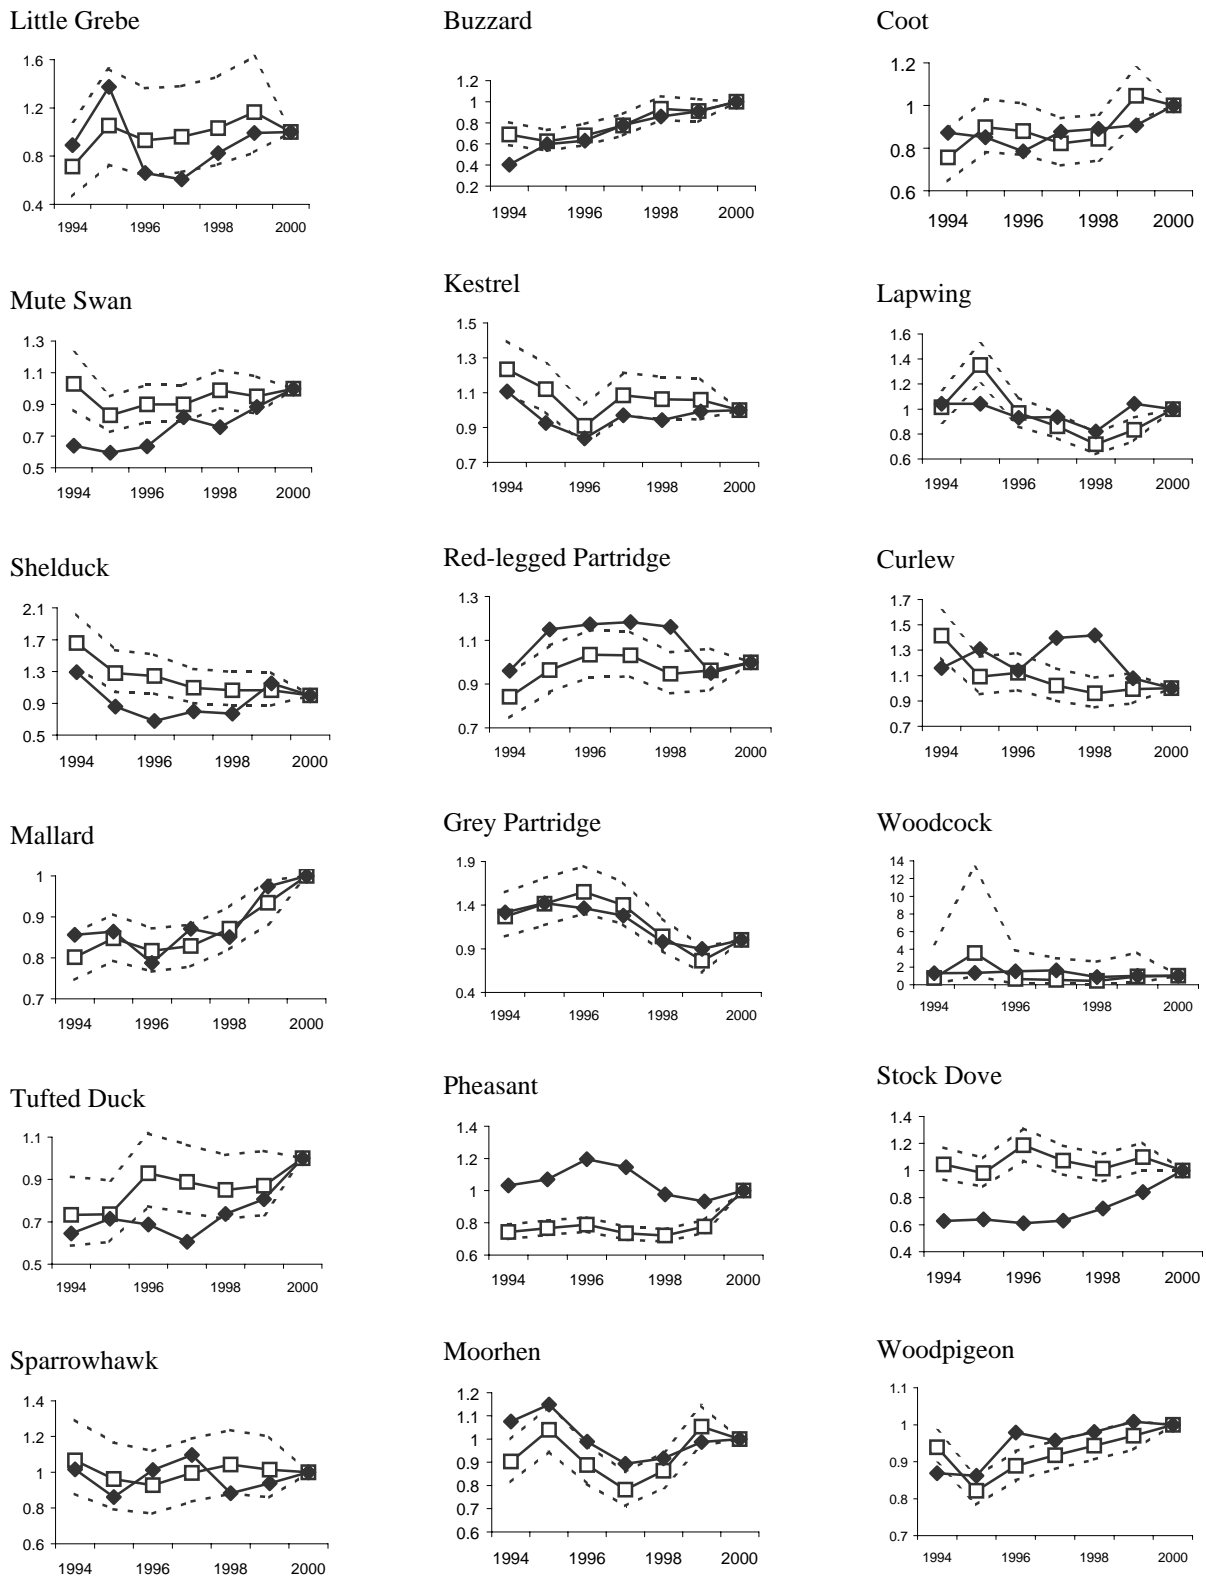 Little Grebe
1.6
1.2
0.8
0.4
1994 1996 1998 2000
Buzzard
1.2
1
0.8
0.6
0.4
0.2
1994 1996 1998 2000
Coot
1.2
1
0.8
0.6
1994 1996 1998 2000
Mute Swan
1.3
1.1
0.9
0.7
0.5
1994 1996 1998 2000
Kestrel
1.5
1.3
1.1
0.9
0.7
1994 1996 1998 2000
Lapwing
1.6
1.4
1.2
1
0.8
0.6
1994 1996 1998 2000
Shelduck
2.1
1.7
1.3
0.9
0.5
1994 1996 1998 2000
Red-legged Partridge
1.3
1.1
0.9
0.7
1994 1996 1998 2000
Curlew
1.7
1.5
1.3
1.1
0.9
0.7
1994 1996 1998 2000
Mallard
1
0.9
0.8
0.7
1994 1996 1998 2000
Grey Partridge
1.9
1.4
0.9
0.4
1994 1996 1998 2000
Woodcock
14
12
10
8
6
4
2
0
1994 1996 1998 2000
Tufted Duck
1.1
0.9
0.7
0.5
1994 1996 1998 2000
Pheasant
1.4
1.2
1
0.8
0.6
1994 1996 1998 2000
Stock Dove
1.4
1.2
1
0.8
0.6
0.4
1994 1996 1998 2000
Sparrowhawk
1.4
1.2
1
0.8
0.6
1994 1996 1998 2000
Moorhen
1.2
1.1
1
0.9
0.8
0.7
0.6
1994 1996 1998 2000
Woodpigeon
1.1
1
0.9
0.8
0.7
1994 1996 1998 2000